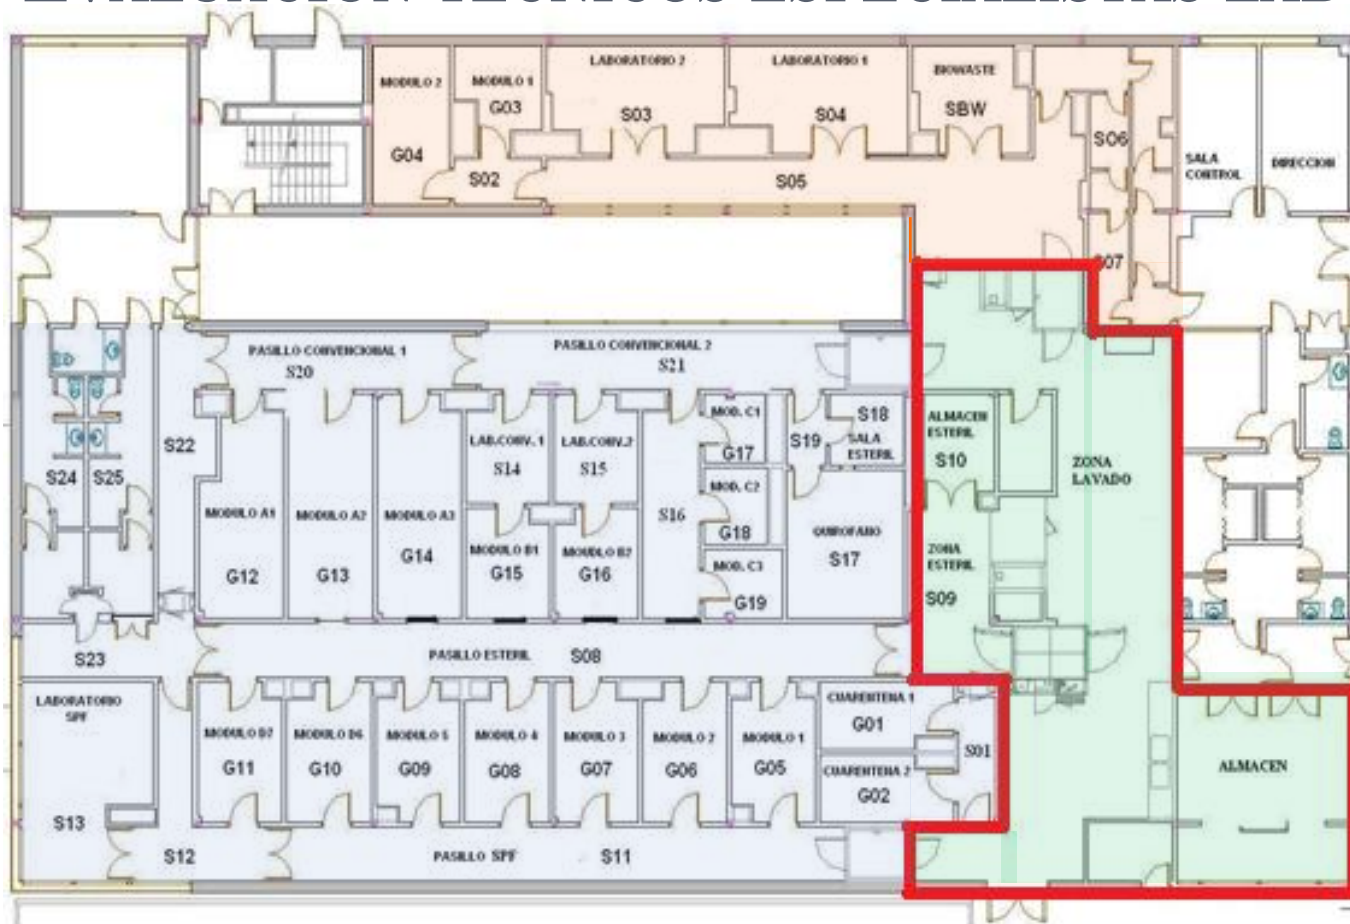 MODULO 2
MODULO 1
G03
G04
S02
LABORATORIO 2
S03
LABORATORIO 1
S04
BIOWASTE
SBW
S05
S06
S07
SALA
CONTROL
DIRECCION
PASILLO CONVENCIONAL 1
S20
PASILLO CONVENCIONAL 2
S21
S22
S24
S25
MODULO A1
G12
MODULO A2
G13
MODULO A3
G14
LAB.CONV. 1
S14
LAB.CONV.2
S15
MODULO B1
G15
MOUDLO B2
G16
S16
MOD. C1
G17
MOD. C2
G18
MOD. C3
G19
S19
S18
SALA
ESTERIL
QUIROFANO
S17
ALMACEN
ESTERIL
S10
ZONA
ESTERIL
S09
ZONA
LAVADO
S23
PASILLO ESTERIL
S08
LABORATORIO
SPF
S13
MODULO D7
G11
MODULO D6
G10
MODULO 5
G09
MODULO 4
G08
MODULO 3
G07
MODULO 2
G06
MODULO 1
G05
CUARENTENA 1
G01
CUARENTENA 2
G02
S01
ALMACEN
S12
PASILLO SPF
S11